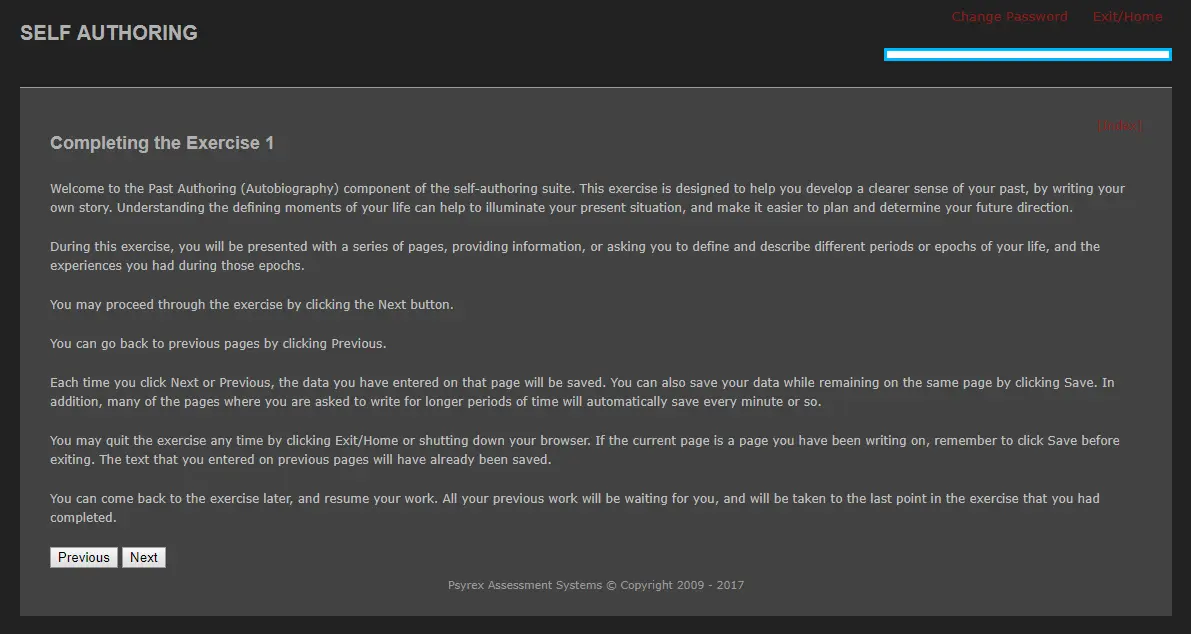 SELF AUTHORING
Change Password Exit/Home
[Index]
Completing the Exercise 1
Welcome to the Past Authoring (Autobiography) component of the self-authoring suite. This exercise is designed to help you develop a clearer sense of your past, by writing your
own story. Understanding the defining moments of your life can help to illuminate your present situation, and make it easier to plan and determine your future direction.
During this exercise, you will be presented with a series of pages, providing information, or asking you to define and describe different periods or epochs of your life, and the
experiences you had during those epochs.
You may proceed through the exercise by clicking the Next button.
You can go back to previous pages by clicking Previous.
Each time you click Next or Previous, the data you have entered on that page will be saved. You can also save your data while remaining on the same page by clicking Save. In
addition, many of the pages where you are asked to write for longer periods of time will automatically save every minute or so.
You may quit the exercise any time by clicking Exit/Home or shutting down your browser. If the current page is a page you have been writing on, remember to click Save before
exiting. The text that you entered on previous pages will have already been saved.
You can come back to the exercise later, and resume your work. All your previous work will be waiting for you, and will be taken to the last point in the exercise that you had
completed.
Previous Next
Psyrex Assessment Systems © Copyright 2009 - 2017